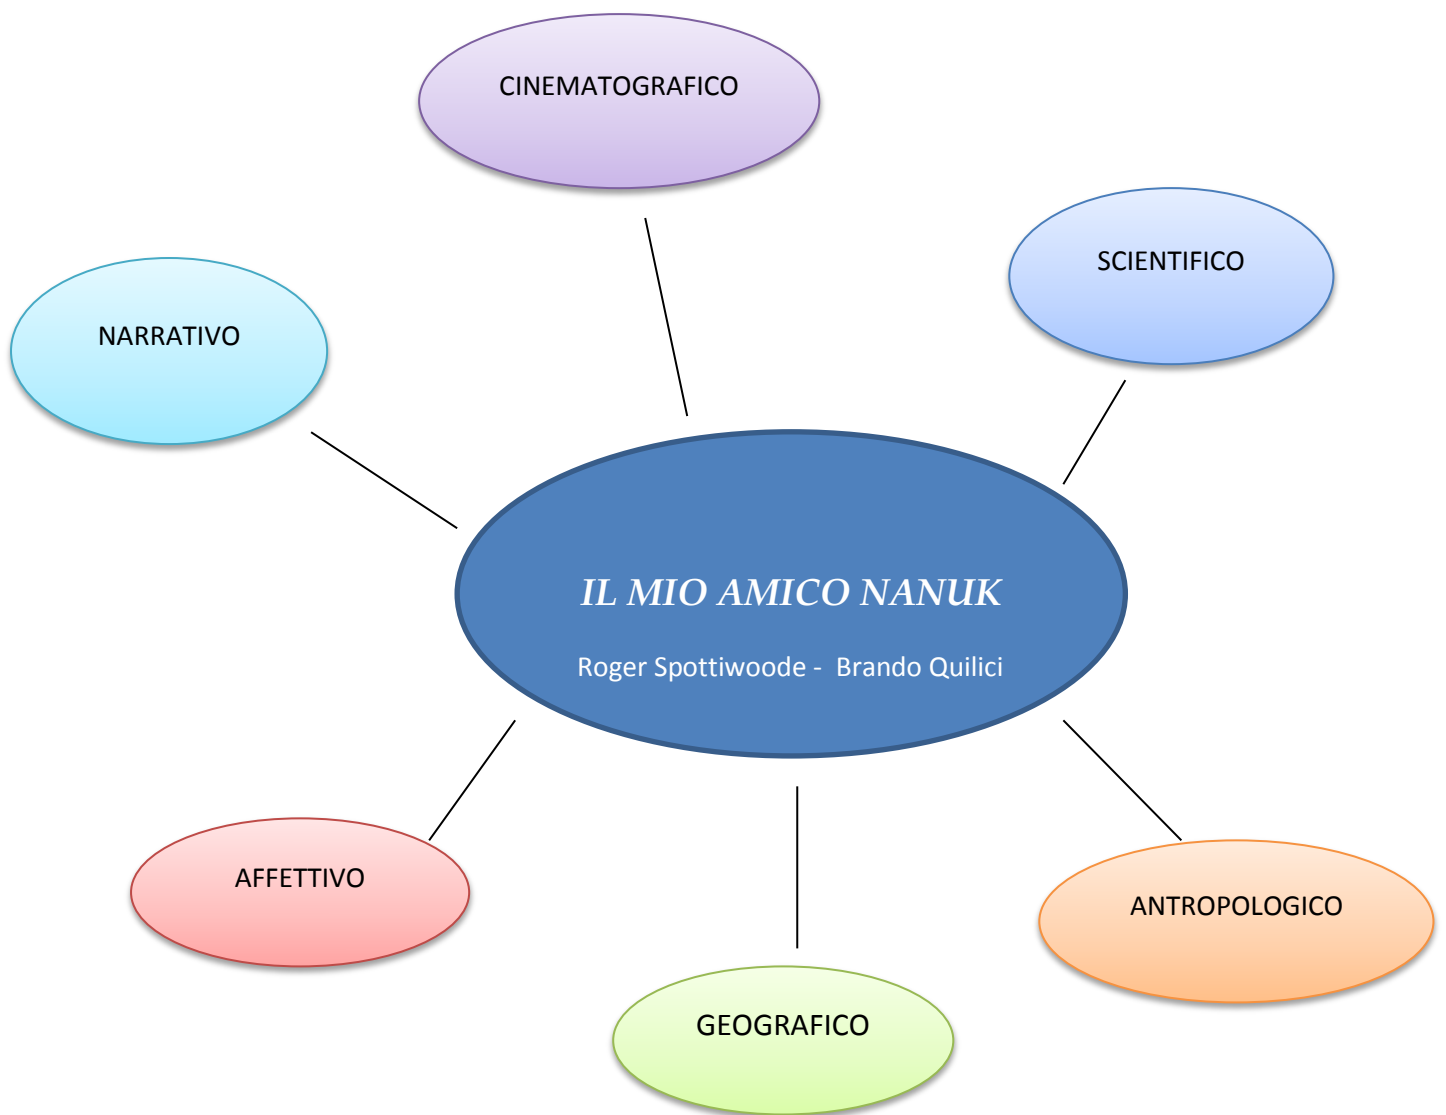 CINEMATOGRAFICO
SCIENTIFICO
NARRATIVO
IL MIO AMICO NANUK
Roger Spottiwoode - Brando Quilici
AFFETTIVO
ANTROPOLOGICO
GEOGRAFICO